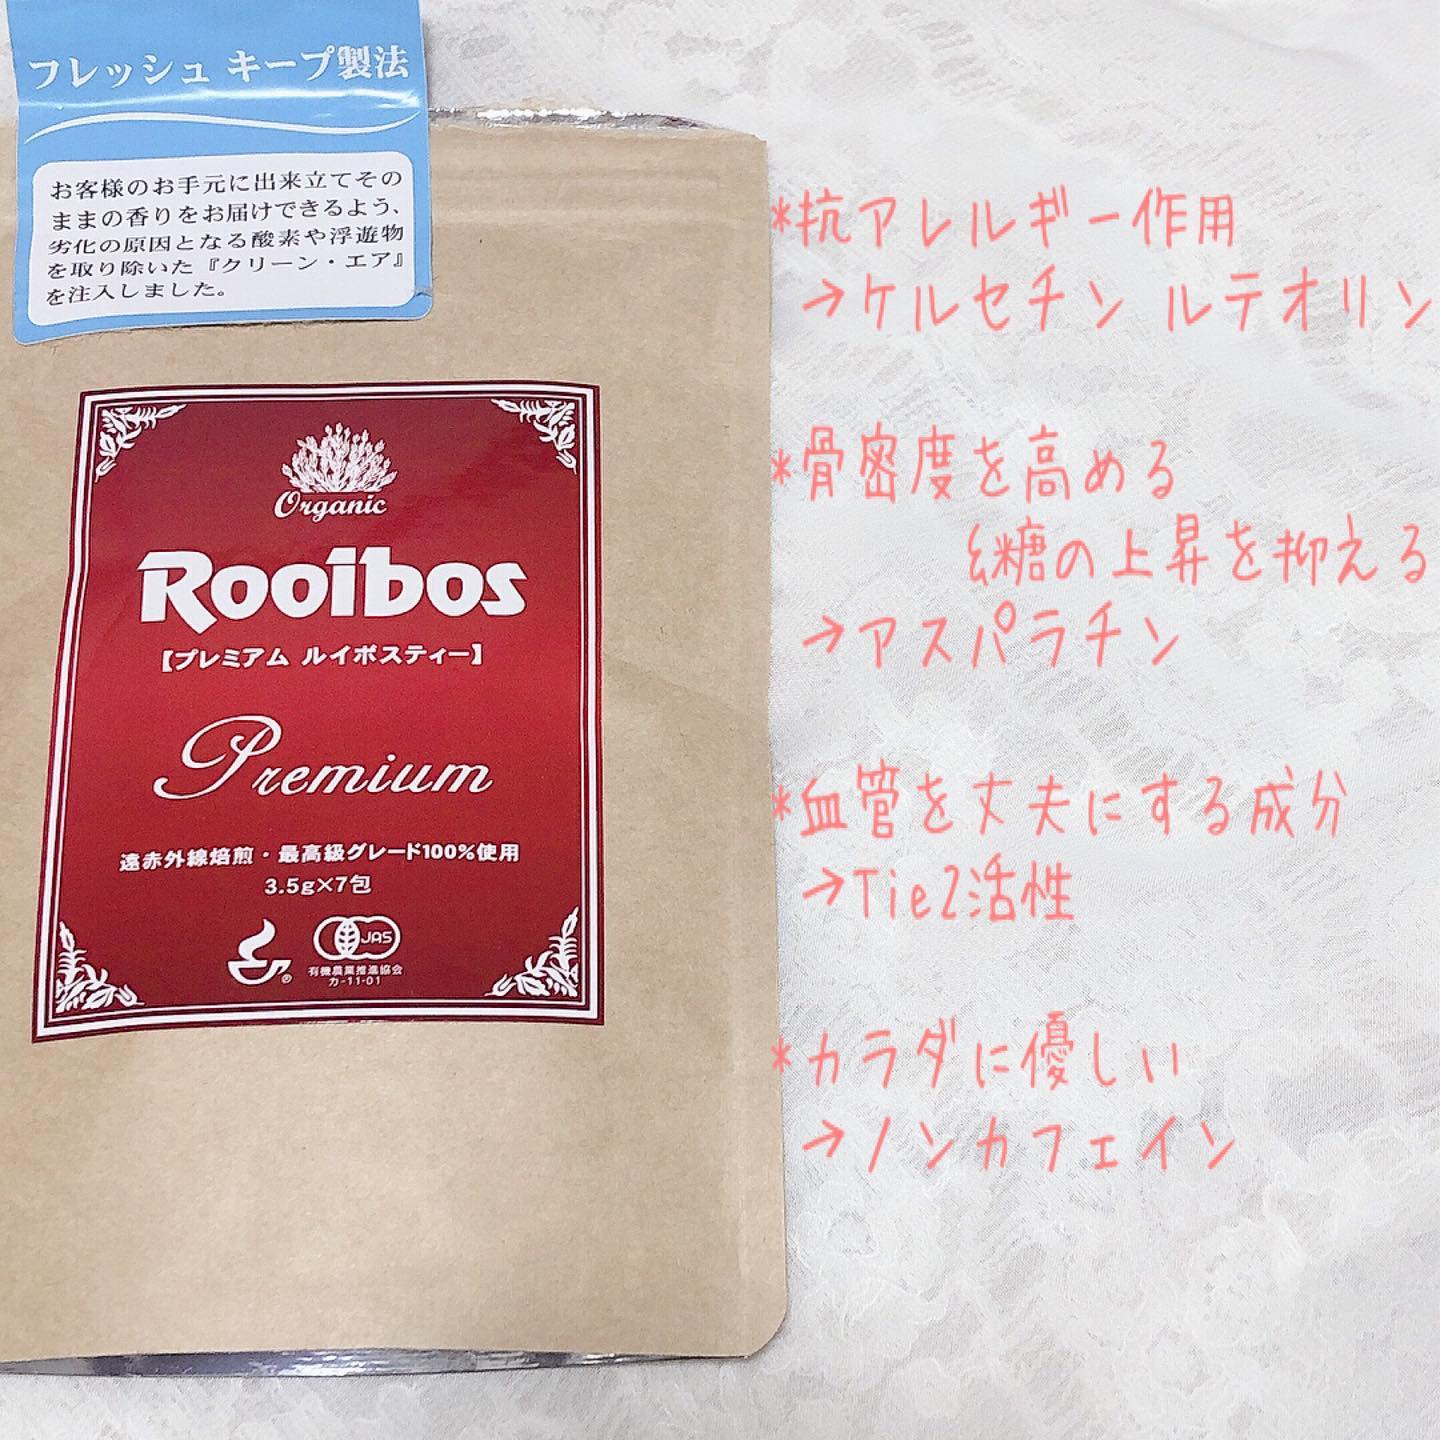 フレッシュ キープ製法
お客様のお手元に出来立てその
ままの香りをお届けできるよう、
劣化の原因となる酸素や浮遊物
を取り除いた『クリーン・エア』
を注入しました。
Organic
Rooibos
【プレミアム ルイボスティー】
Premium
遠赤外線焙煎・最高級グレード100%使用
3.5g×7包
JAS
有機農業推進協会
カ-11-01
*抗アレルギー作用
→ケルセチン ルテオリン
*骨密度を高める
糖の上昇を抑える
→アスパラチン
*血管を丈夫にする成分
→Tie2活性
*カラダに優しい
→ノンカフェイン